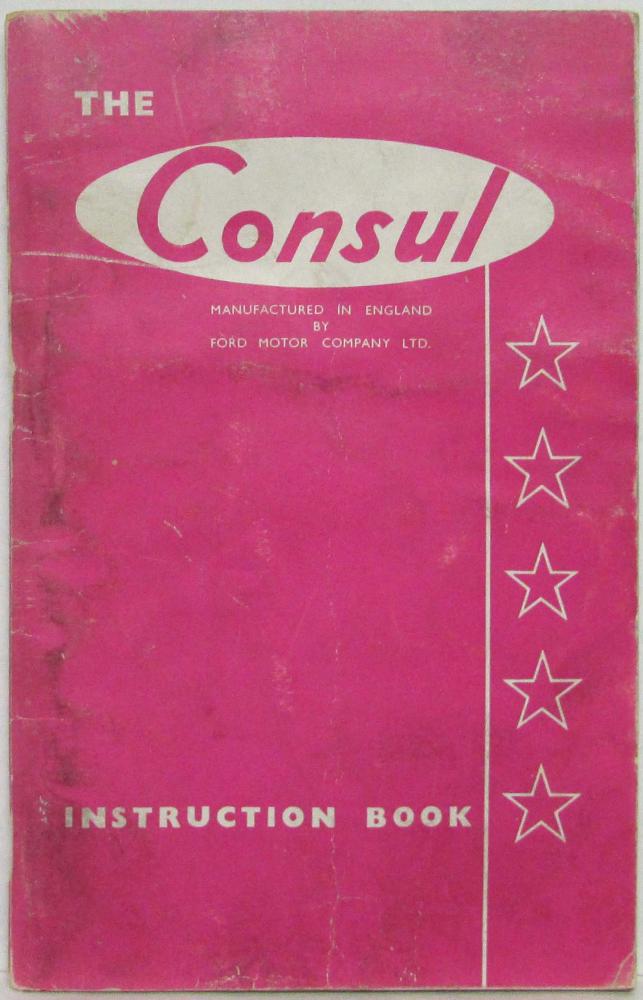 THE
Consul
MANUFACTURED IN ENGLAND
BY
FORD MOTOR COMPANY LTD.
INSTRUCTION BOOK